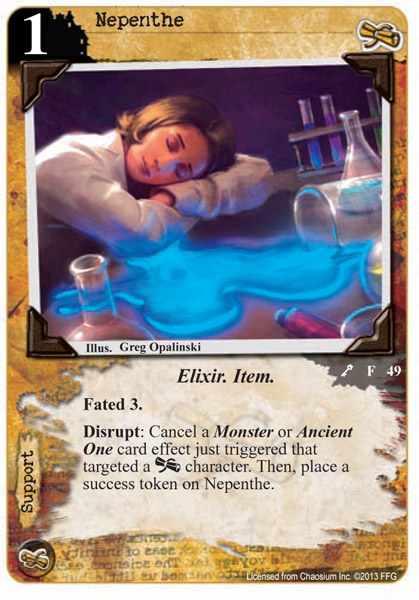 1
Nepenthe
Illus. Greg Opalinski
Elixir. Item.
F 49
Fated 3.
Disrupt: Cancel a Monster or Ancient
One card effect just triggered that
targeted a character. Then, place a
success token on Nepenthe.
Support
Licensed from Chaosium Inc. ©2013 FFG